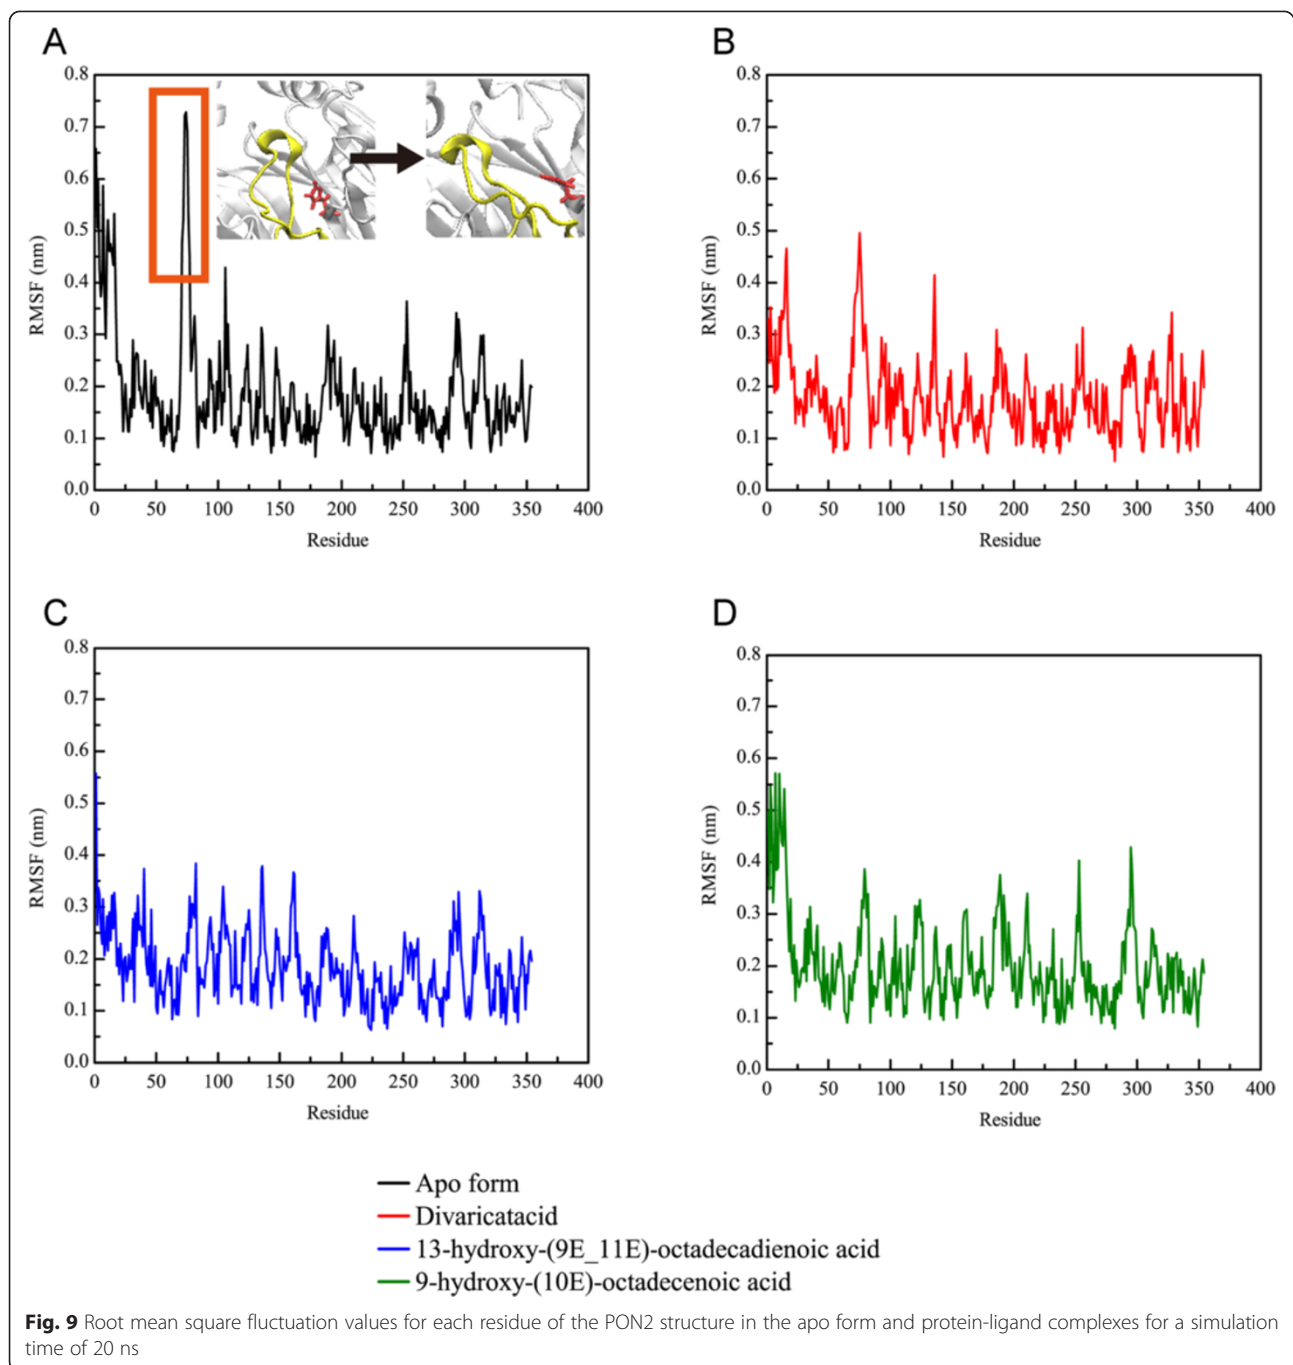 A
0.8
0.7
0.6
0.5
0.4
0.3
0.2
0.1
0.0
RMSF (nm)
0 50 100 150 200 250 300 350 400
Residue
B
0.8
0.7
0.6
0.5
0.4
0.3
0.2
0.1
0.0
RMSF (nm)
0 50 100 150 200 250 300 350 400
Residue
C
0.8
0.7
0.6
0.5
0.4
0.3
0.2
0.1
0.0
RMSF (nm)
0 50 100 150 200 250 300 350 400
Residue
D
0.8
0.7
0.6
0.5
0.4
0.3
0.2
0.1
0.0
RMSF (nm)
0 50 100 150 200 250 300 350 400
Residue
Apo form
Divaricatacid
13-hydroxy-(9E_11E)-octadecadienoic acid
9-hydroxy-(10E)-octadecenoic acid
Fig. 9 Root mean square fluctuation values for each residue of the PON2 structure in the apo form and protein-ligand complexes for a simulation
time of 20 ns